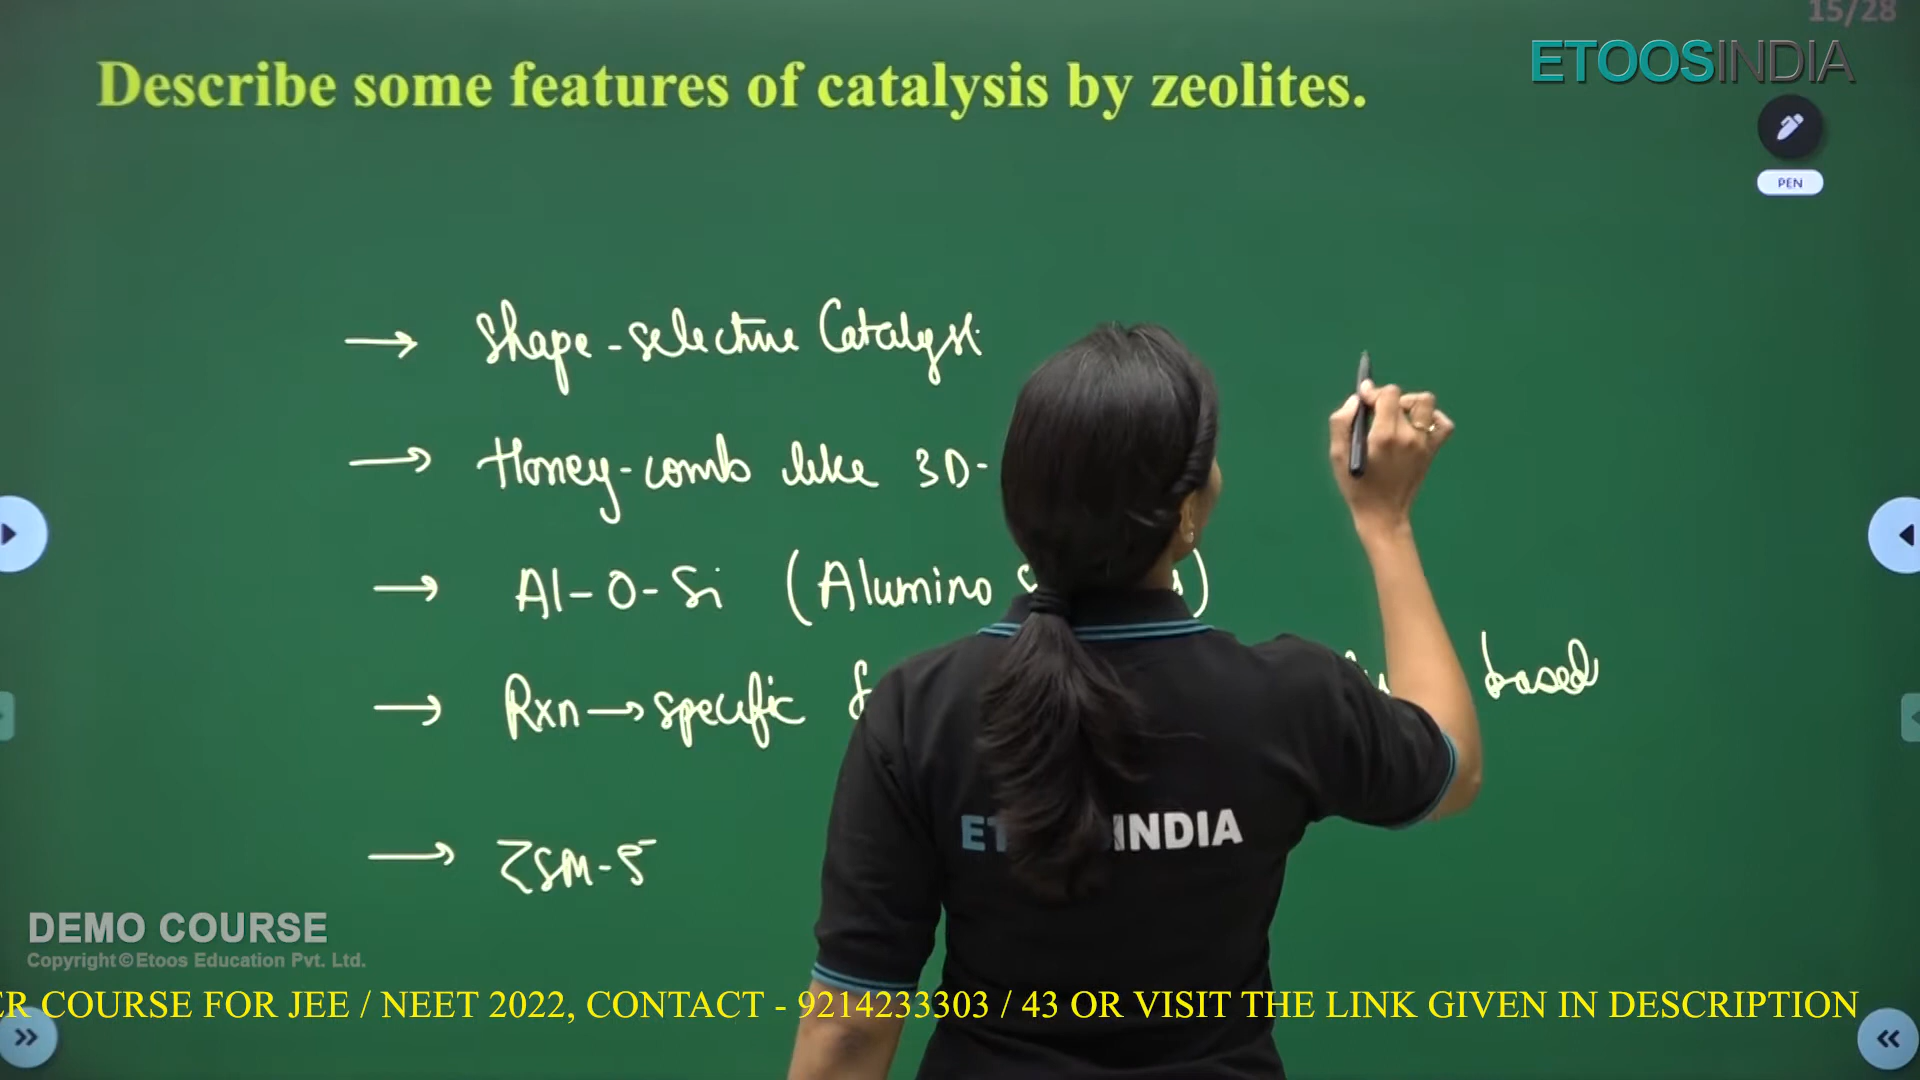 15/28
ETOOSINDIA
Describe some features of catalysis by zeolites.
PEN
→ Shape-selective Catalyst
→ Honey-comb like 3D-
→ Al-O-Si (Alumino
→ Rxn → specific based
INDIA
→ ZSM-5
DEMO COURSE
Copyright © Etoos Education Pvt. Ltd.
ER COURSE FOR JEE / NEET 2022, CONTACT - 9214233303 / 43 OR VISIT THE LINK GIVEN IN DESCRIPTION